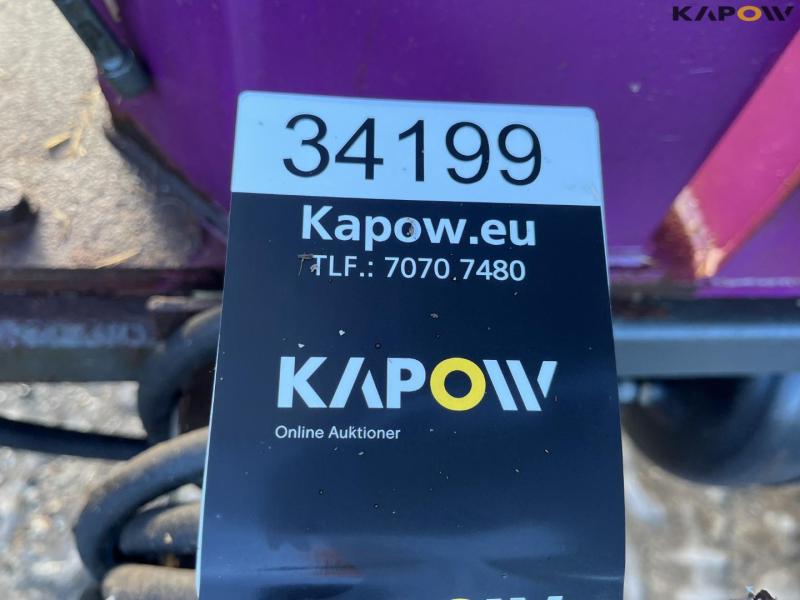 KAPOW
34199
Kapow.eu
TLF.: 7070 7480
KAPOW
Online Auktioner